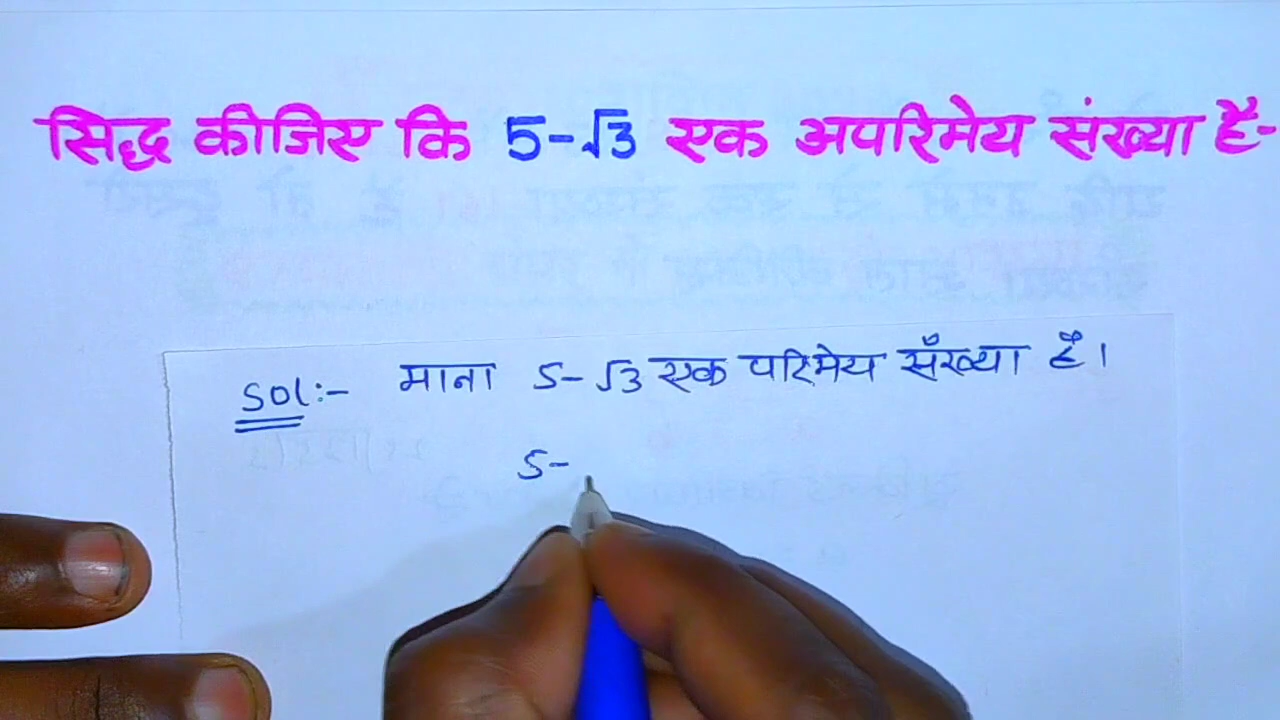 सिद्ध कीजिए कि 5-√3 एक अपरिमेय संख्या है-
Sol:- माना 5-√3 एक परिमेय सँख्या है।
5-